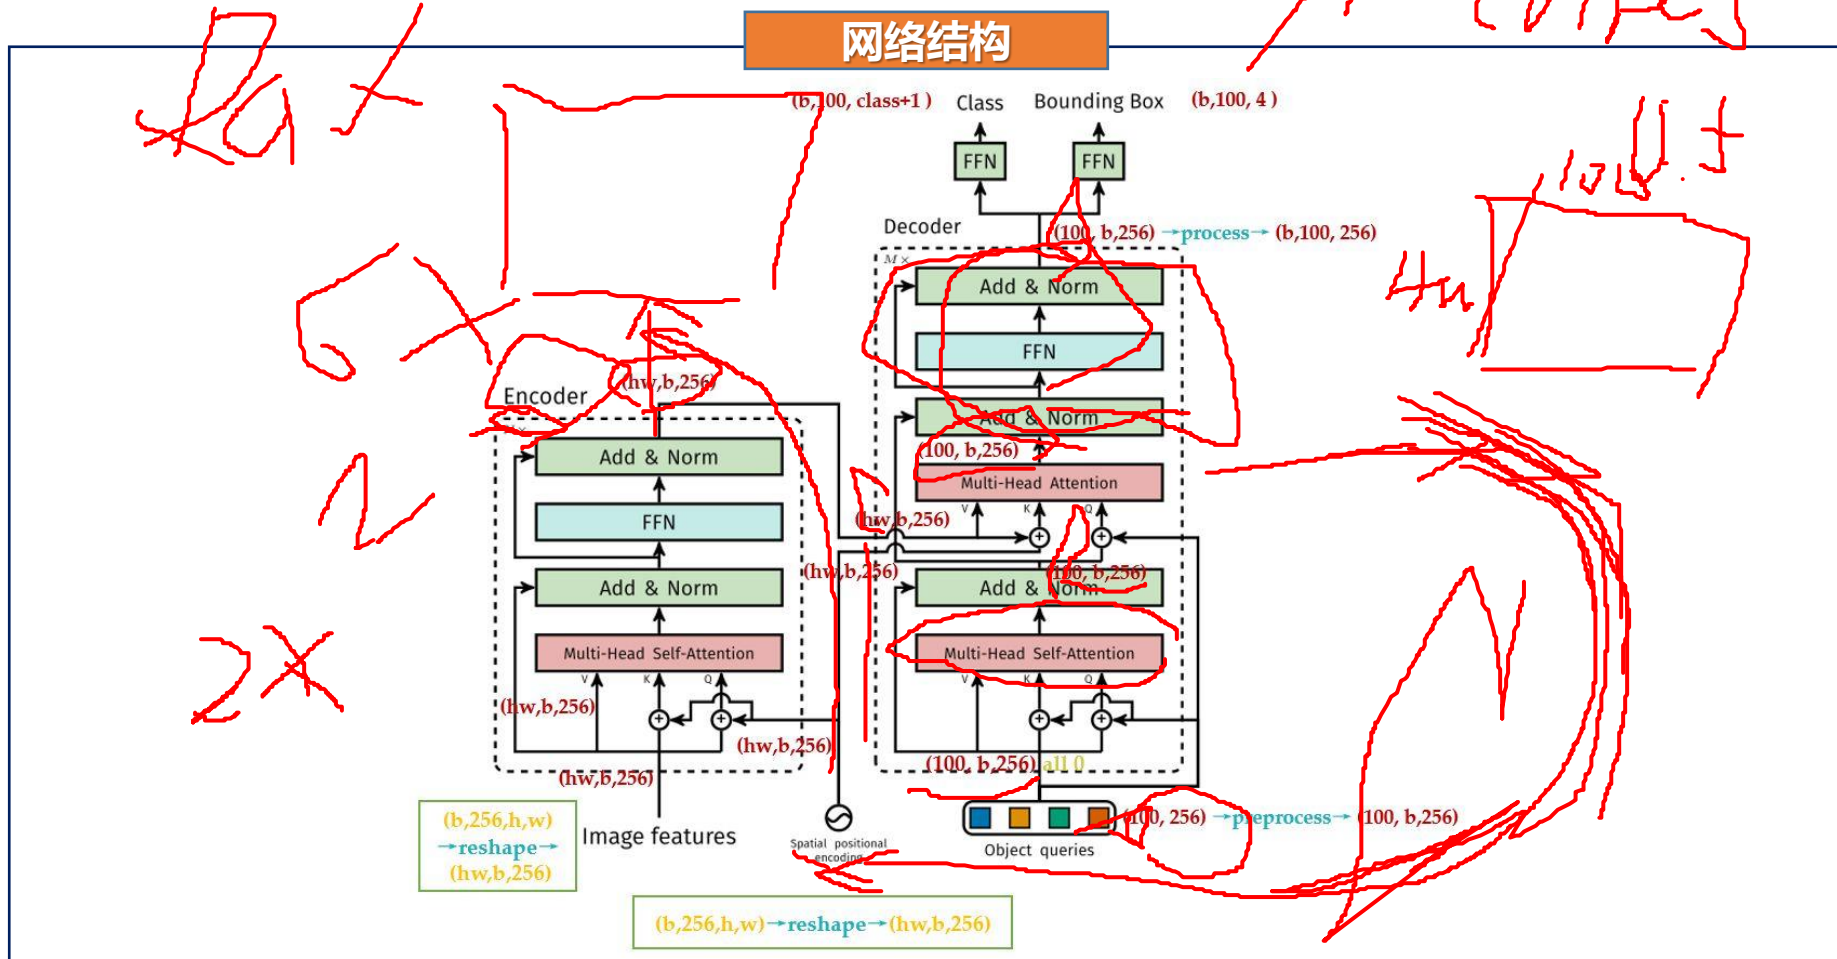 网络结构
(b,100, class+1 )
Class
Bounding Box
(b,100, 4 )
FFN
FFN
Decoder
(100, b,256) →process→ (b,100, 256)
M×
Add & Norm
FFN
Add & Norm
(100, b,256)
Multi-Head Attention
V K Q
(hw,b,256)
(hw,b,256)
(100, b,256)
Add & Norm
Multi-Head Self-Attention
V K Q
(100, b,256) all 0
(100, 256) →preprocess→ (100, b,256)
Object queries
(hw,b,256)
Encoder
Add & Norm
FFN
Add & Norm
Multi-Head Self-Attention
V K Q
(hw,b,256)
(hw,b,256)
(hw,b,256)
Image features
Spatial positional
encoding
(b,256,h,w)
→reshape→
(hw,b,256)
(b,256,h,w)→reshape→(hw,b,256)